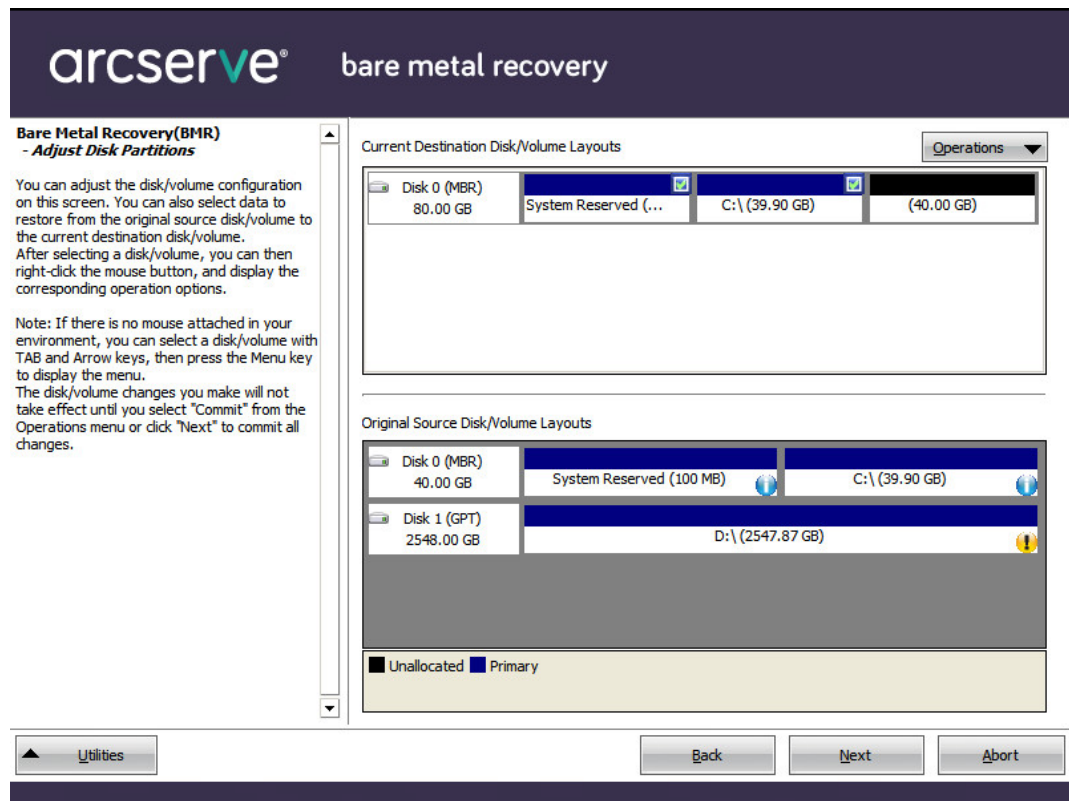 arcserve®
bare metal recovery
Bare Metal Recovery(BMR)
- Adjust Disk Partitions
You can adjust the disk/volume configuration
on this screen. You can also select data to
restore from the original source disk/volume to
the current destination disk/volume.
After selecting a disk/volume, you can then
right-click the mouse button, and display the
corresponding operation options.
Note: If there is no mouse attached in your
environment, you can select a disk/volume with
TAB and Arrow keys, then press the Menu key
to display the menu.
The disk/volume changes you make will not
take effect until you select "Commit" from the
Operations menu or click "Next" to commit all
changes.
Current Destination Disk/Volume Layouts
Operations
Disk 0 (MBR)
80.00 GB
System Reserved (...
C:\ (39.90 GB)
(40.00 GB)
Original Source Disk/Volume Layouts
Disk 0 (MBR)
40.00 GB
System Reserved (100 MB)
C:\ (39.90 GB)
Disk 1 (GPT)
2548.00 GB
D:\ (2547.87 GB)
Unallocated Primary
Utilities
Back
Next
Abort